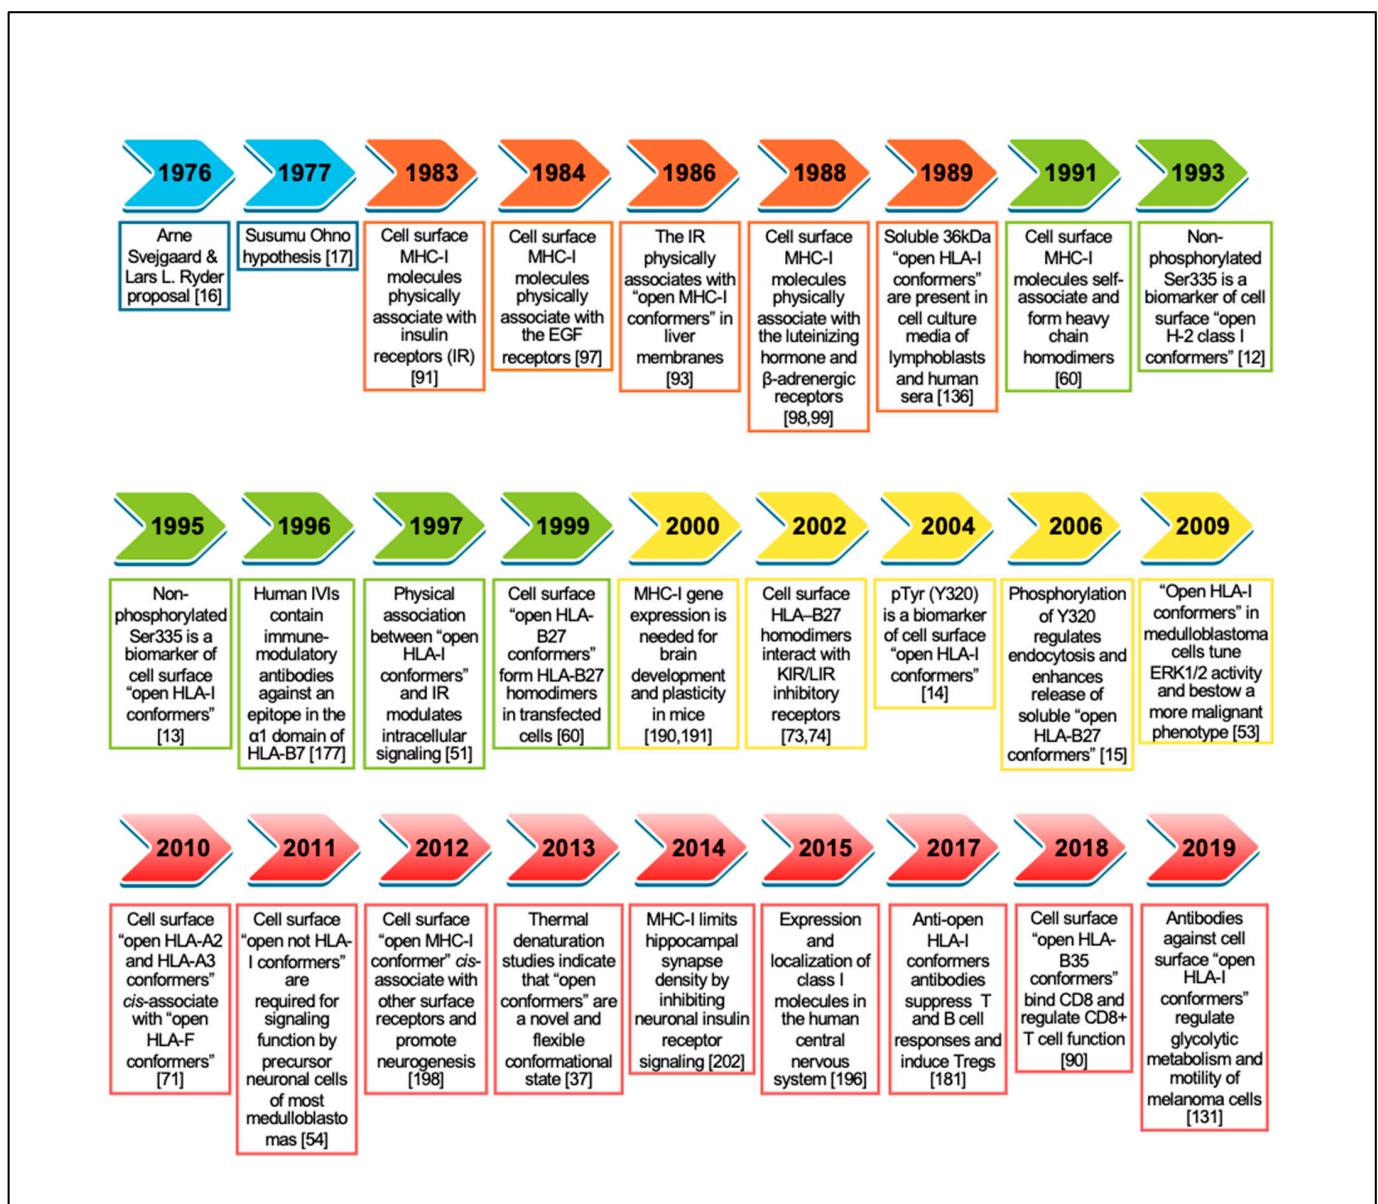 1976
1977
1983
1984
1986
1988
1989
1991
1993
Arne
Svejgaard &
Lars L. Ryder
proposal [16]
Susumu Ohno
hypothesis [17]
Cell surface
MHC-I
molecules
physically
associate with
insulin
receptors (IR)
[91]
Cell surface
MHC-I
molecules
physically
associate with
the EGF
receptors [97]
The IR
physically
associates with
“open MHC-I
conformers” in
liver
membranes
[93]
Cell surface
MHC-I
molecules
physically
associate with
the luteinizing
hormone and
β-adrenergic
receptors
[98,99]
Soluble 36kDa
“open HLA-I
conformers”
are present in
cell culture
media of
lymphoblasts
and human
sera [136]
Cell surface
MHC-I
molecules self-
associate and
form heavy
chain
homodimers
[60]
Non-
phosphorylated
Ser335 is a
biomarker of cell
surface “open
H-2 class I
conformers” [12]
1995
1996
1997
1999
2000
2002
2004
2006
2009
Non-
phosphorylated
Ser335 is a
biomarker of
cell surface
“open HLA-I
conformers”
[13]
Human IVIs
contain
immune-
modulatory
antibodies
against an
epitope in the
α1 domain of
HLA-B7 [177]
Physical
association
between “open
HLA-I
conformers”
and IR
modulates
intracellular
signaling [51]
Cell surface
“open HLA-
B27
conformers”
form HLA-B27
homodimers
in transfected
cells [60]
MHC-I gene
expression is
needed for
brain
development
and plasticity
in mice
[190,191]
Cell surface
HLA–B27
homodimers
interact with
KIR/LIR
inhibitory
receptors
[73,74]
pTyr (Y320)
is a biomarker
of cell surface
“open HLA-I
conformers”
[14]
Phosphorylation
of Y320
regulates
endocytosis and
enhances
release of
soluble “open
HLA-B27
conformers” [15]
“Open HLA-I
conformers” in
medulloblastoma
cells tune
ERK1/2 activity
and bestow a
more malignant
phenotype [53]
2010
2011
2012
2013
2014
2015
2017
2018
2019
Cell surface
“open HLA-A2
and HLA-A3
conformers”
cis-associate
with “open
HLA-F
conformers”
[71]
Cell surface
“open not HLA-
I conformers”
are
required for
signaling
function by
precursor
neuronal cells
of most
medulloblasto
mas [54]
Cell surface
“open MHC-I
conformer” cis-
associate with
other surface
receptors and
promote
neurogenesis
[198]
Thermal
denaturation
studies indicate
that “open
conformers” are
a novel and
flexible
conformational
state [37]
MHC-I limits
hippocampal
synapse
density by
inhibiting
neuronal insulin
receptor
signaling [202]
Expression
and
localization of
class I
molecules in
the human
central
nervous
system [196]
Anti-open
HLA-I
conformers
antibodies
suppress T
and B cell
responses and
induce Tregs
[181]
Cell surface
“open HLA-
B35
conformers”
bind CD8 and
regulate CD8+
T cell function
[90]
Antibodies
against cell
surface “open
HLA-I
conformers”
regulate
glycolytic
metabolism and
motility of
melanoma cells
[131]